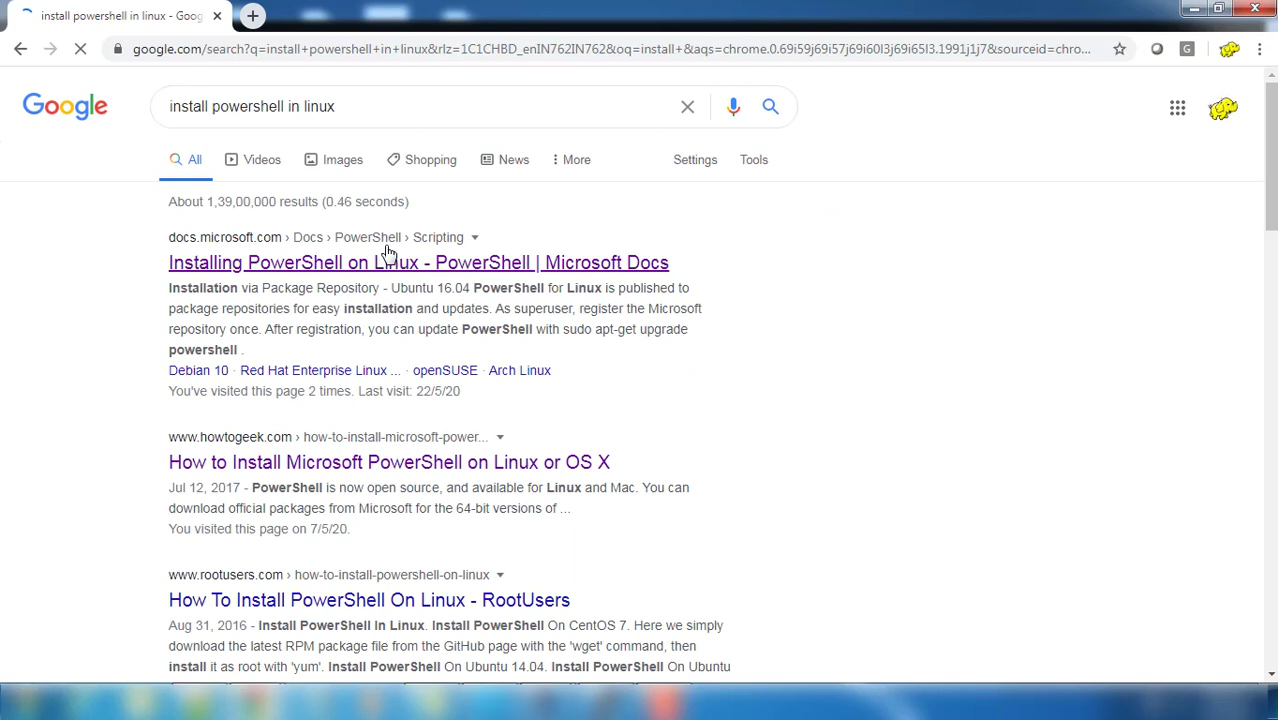 install powershell in linux - Goog
google.com/search?q=install+powershell+in+linux&rlz=1C1CHBD_enIN762IN762&oq=install+&aqs=chrome.0.69i59j69i57j69i60l3j69i65l3.1991j1j7&sourceid=chro...
G
Google
install powershell in linux
All
Videos
Images
Shopping
News
More
Settings
Tools
About 1,39,00,000 results (0.46 seconds)
docs.microsoft.com › Docs › PowerShell › Scripting
Installing PowerShell on Linux - PowerShell | Microsoft Docs
Installation via Package Repository - Ubuntu 16.04 PowerShell for Linux is published to
package repositories for easy installation and updates. As superuser, register the Microsoft
repository once. After registration, you can update PowerShell with sudo apt-get upgrade
powershell .
Debian 10 · Red Hat Enterprise Linux ... · openSUSE · Arch Linux
You've visited this page 2 times. Last visit: 22/5/20
www.howtogeek.com › how-to-install-microsoft-power...
How to Install Microsoft PowerShell on Linux or OS X
Jul 12, 2017 - PowerShell is now open source, and available for Linux and Mac. You can
download official packages from Microsoft for the 64-bit versions of ...
You visited this page on 7/5/20.
www.rootusers.com › how-to-install-powershell-on-linux
How To Install PowerShell On Linux - RootUsers
Aug 31, 2016 - Install PowerShell In Linux. Install PowerShell On CentOS 7. Here we simply
download the latest RPM package file from the GitHub page with the 'wget' command, then
install it as root with 'yum'. Install PowerShell On Ubuntu 14.04. Install PowerShell On Ubuntu